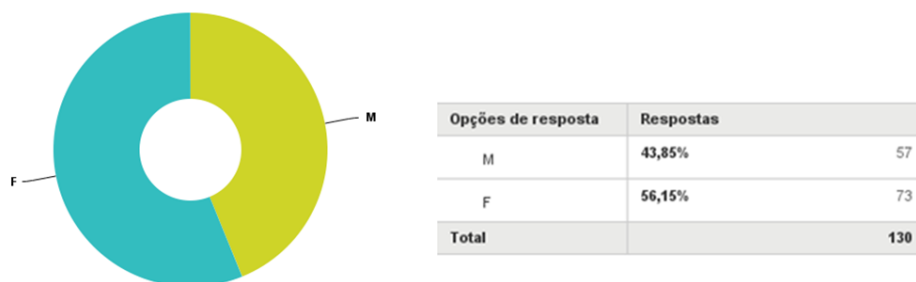 M
F
Opções de resposta Respostas
M 43,85% 57
F 56,15% 73
Total 130